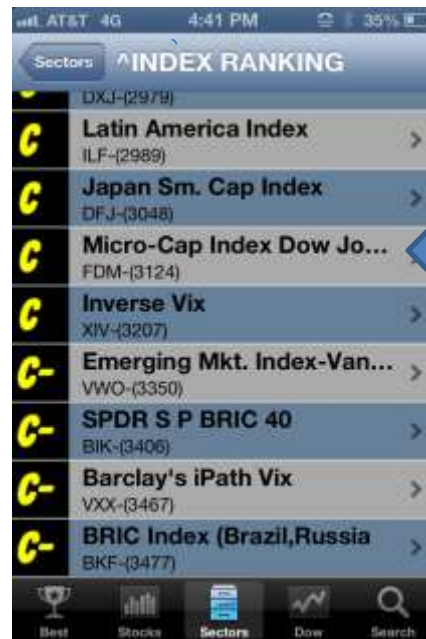 AT&T 4G 4:41 PM 35%
Sectors ^INDEX RANKING
DXJ-(2979)
C Latin America Index
ILF-(2989)
C Japan Sm. Cap Index
DFJ-(3048)
C Micro-Cap Index Dow Jo...
FDM-(3124)
C Inverse Vix
XIV-(3207)
C- Emerging Mkt. Index-Van...
VWO-(3350)
C- SPDR S P BRIC 40
BIK-(3406)
C- Barclay's iPath Vix
VXX-(3467)
C- BRIC Index (Brazil,Russia
BKF-(3477)
Best Stocks Sectors Dow Search